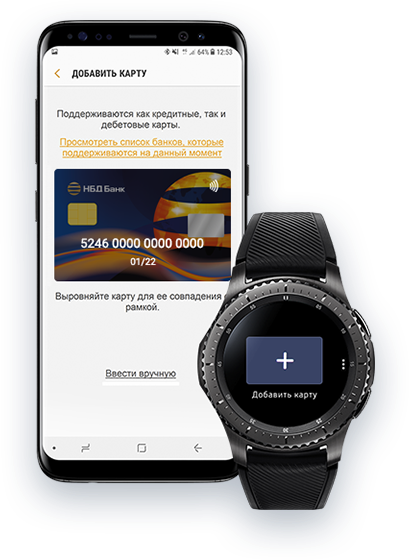 64% 12:53
ДОБАВИТЬ КАРТУ
Поддерживаются как кредитные, так и
дебетовые карты.
Просмотреть список банков, которые
поддерживаются на данный момент
НБД Банк
5246 0000 0000 0000
01/22
Выровняйте карту для ее совпадения
рамкой.
Ввести вручную
Добавить карту